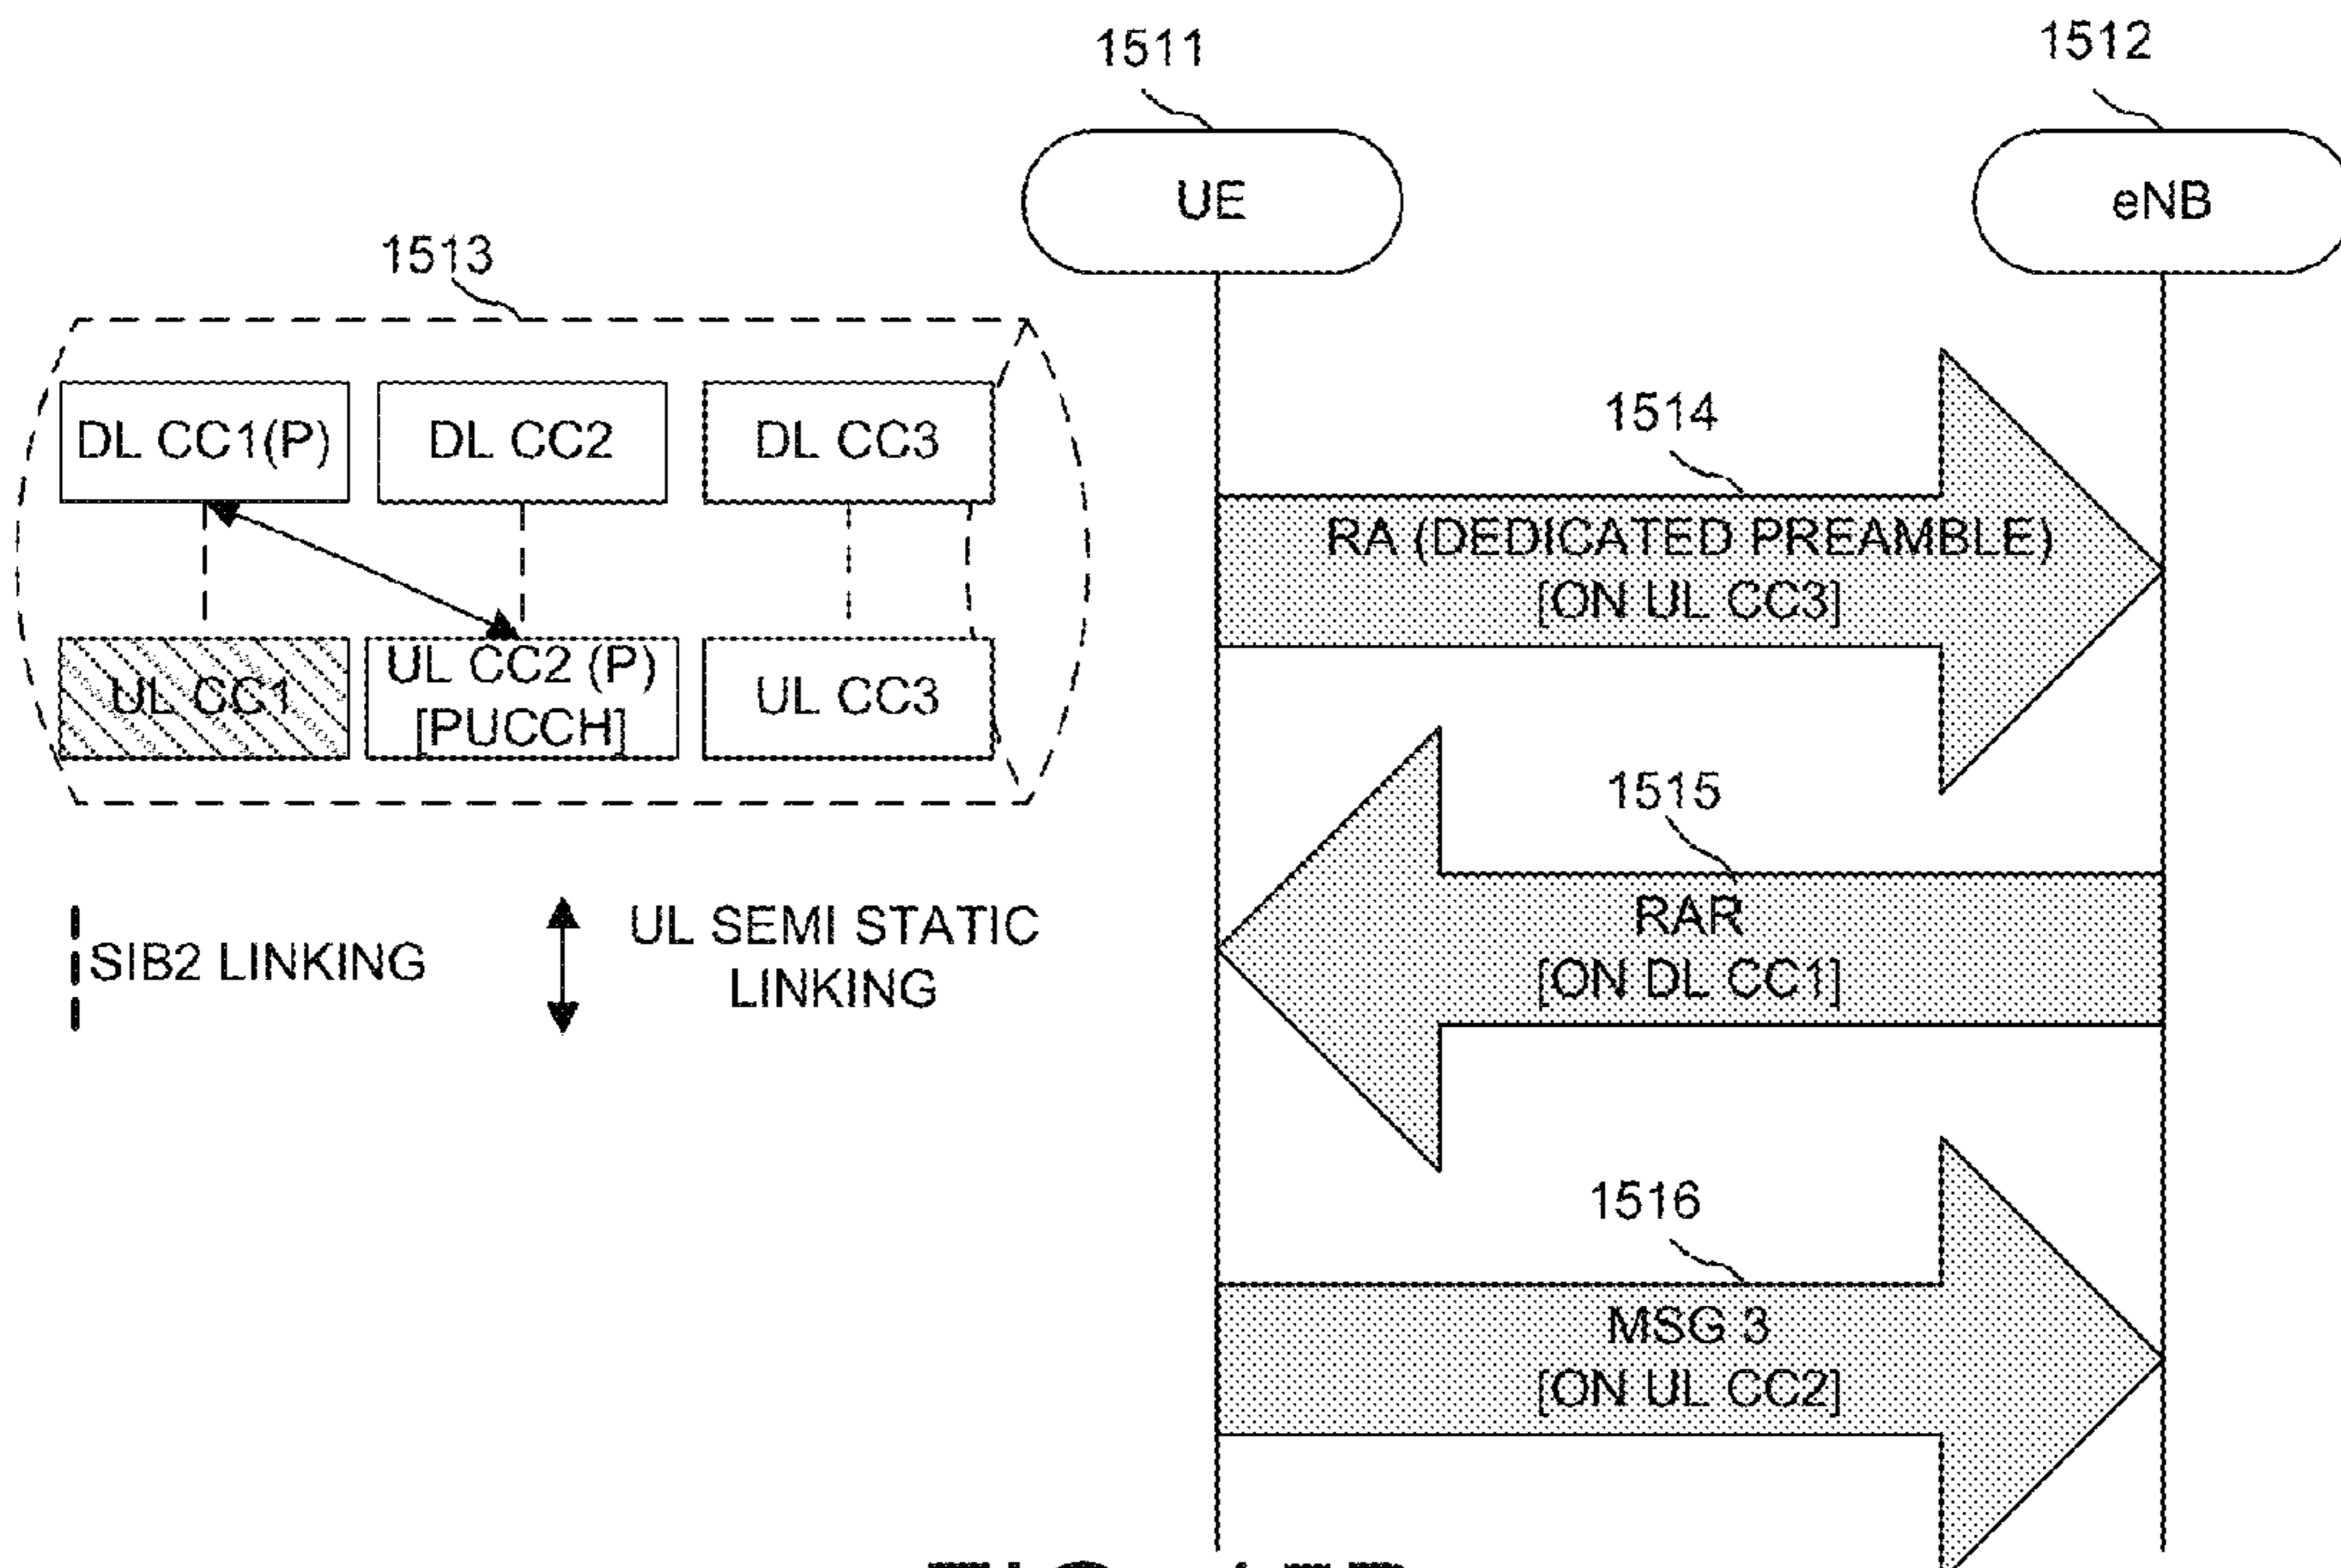 1511
1512
UE
eNB
1513
DL CC1(P)
DL CC2
DL CC3
UL CC1
UL CC2 (P)
[PUCCH]
UL CC3
SIB2 LINKING
UL SEMI STATIC
LINKING
1514
RA (DEDICATED PREAMBLE)
[ON UL CC3]
1515
RAR
[ON DL CC1]
1516
MSG 3
[ON UL CC2]